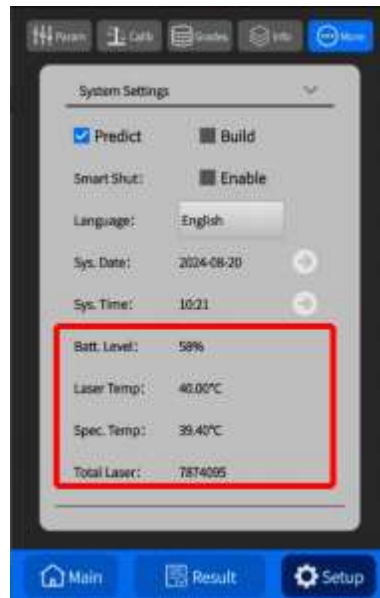 Param Calib Grades Info More
System Settings
Predict Build
Smart Shut: Enable
Language: English
Sys. Date: 2024-08-20
Sys. Time: 10:21
Batt. Level: 58%
Laser Temp: 40.00°C
Spec. Temp: 39.40°C
Total Laser: 7874095
Main Result Setup